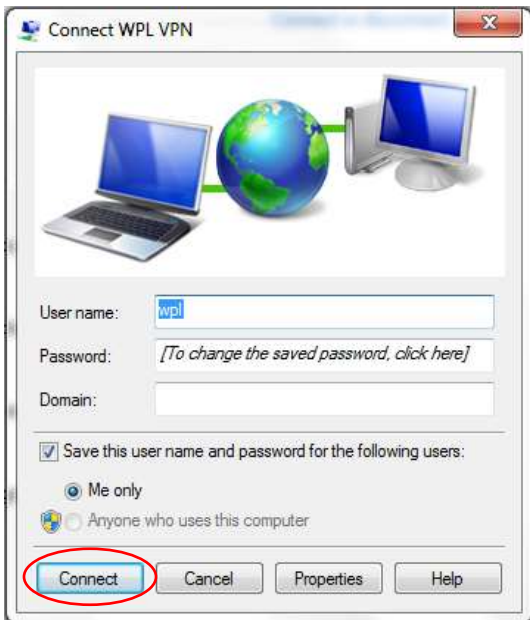 Connect WPL VPN
User name: wpl
Password: [To change the saved password, click here]
Domain:
Save this user name and password for the following users:
Me only
Anyone who uses this computer
Connect Cancel Properties Help